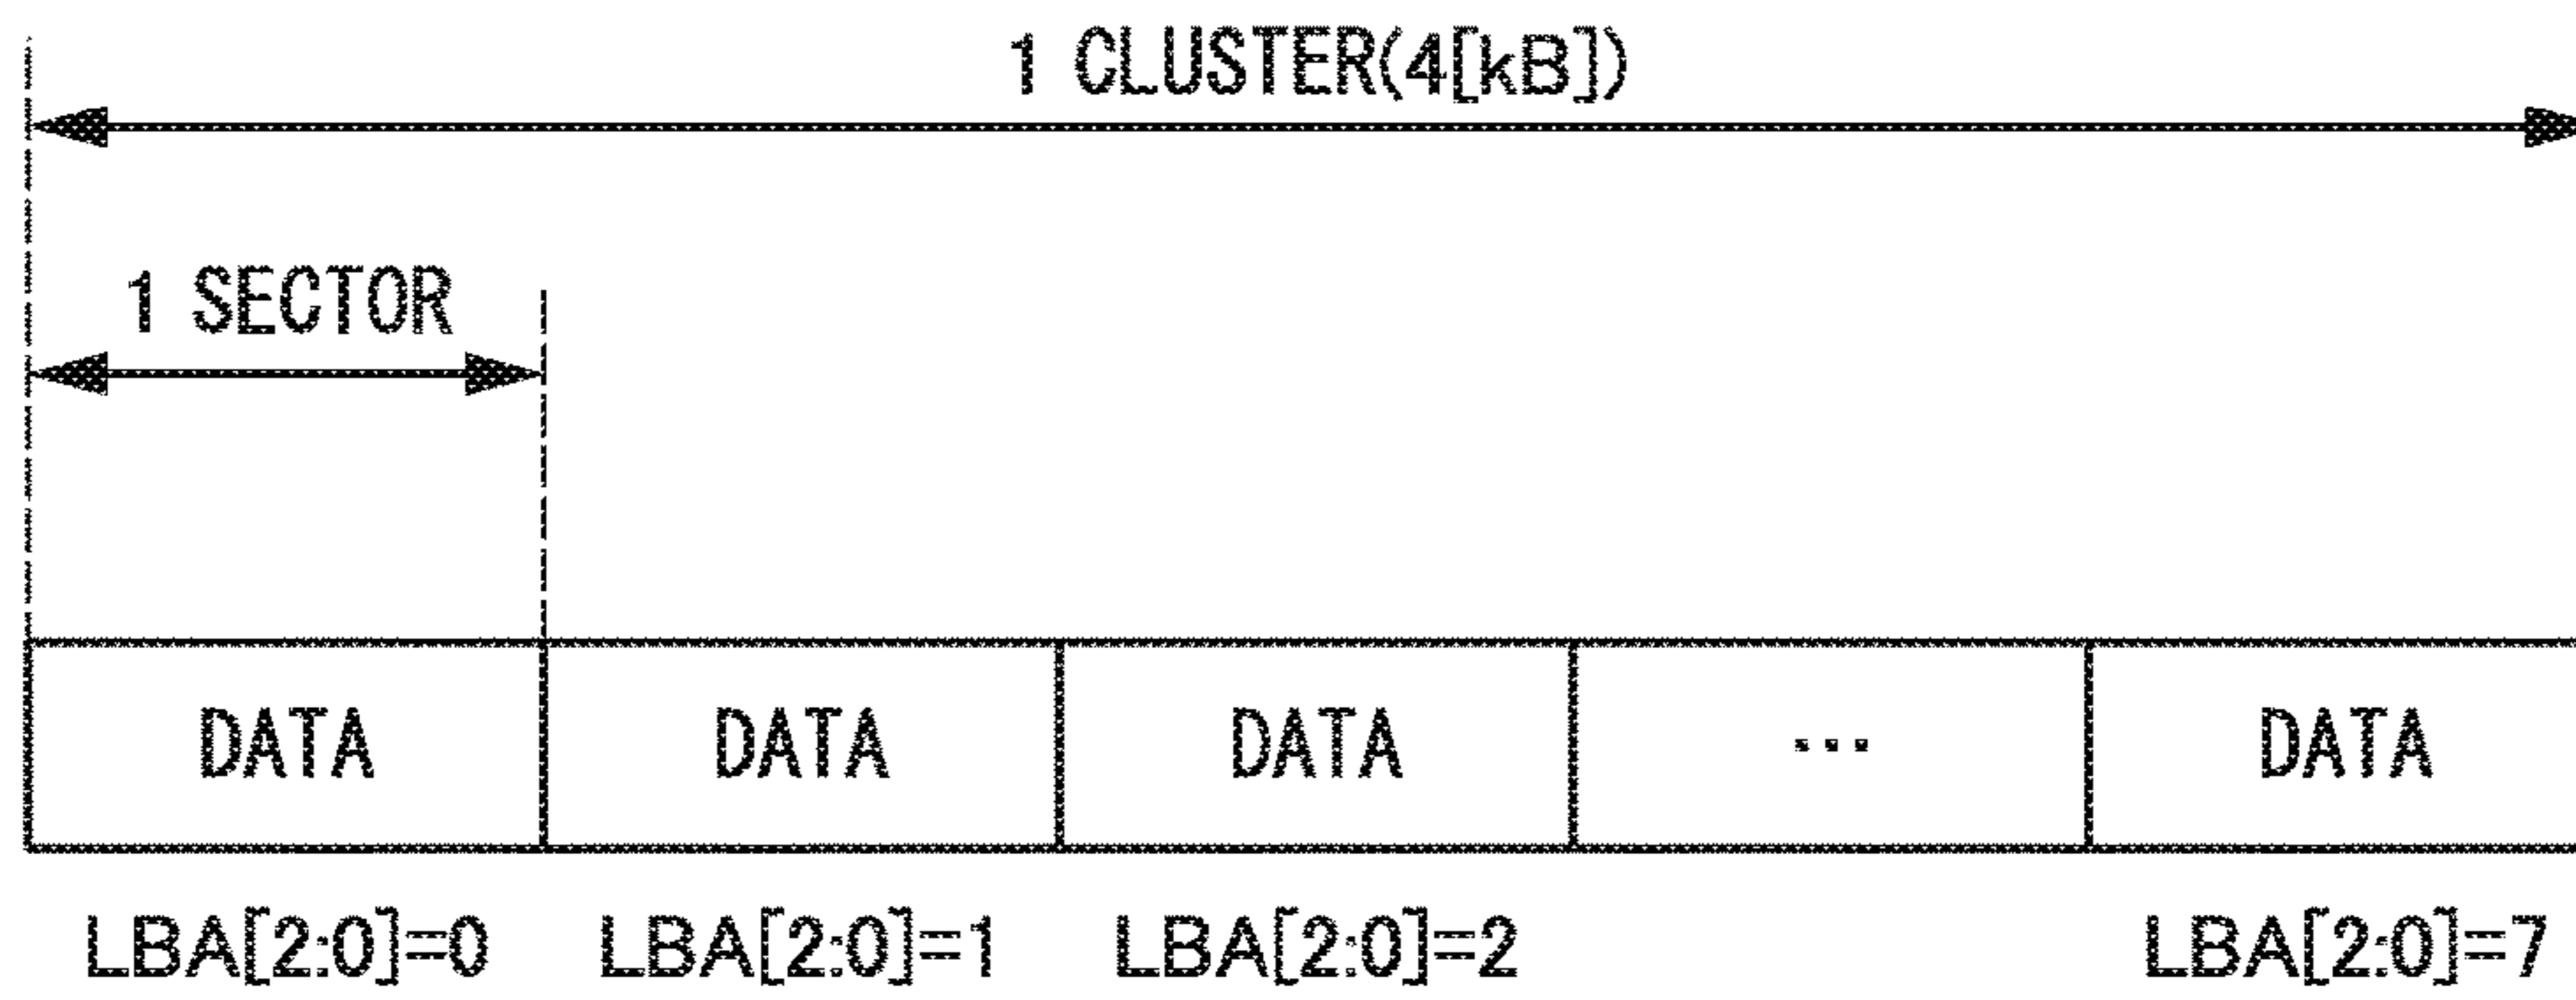 1 CLUSTER(4[kB])
1 SECTOR
DATA DATA DATA ... DATA
LBA[2:0]=0 LBA[2:0]=1 LBA[2:0]=2 LBA[2:0]=7